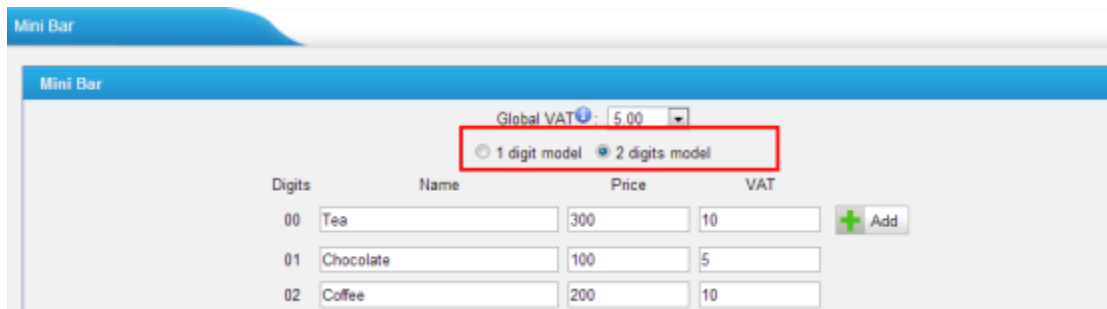 Mini Bar
Mini Bar
Global VAT : 5.00
1 digit model 2 digits model
Digits Name Price VAT
00 Tea 300 10 Add
01 Chocolate 100 5
02 Coffee 200 10